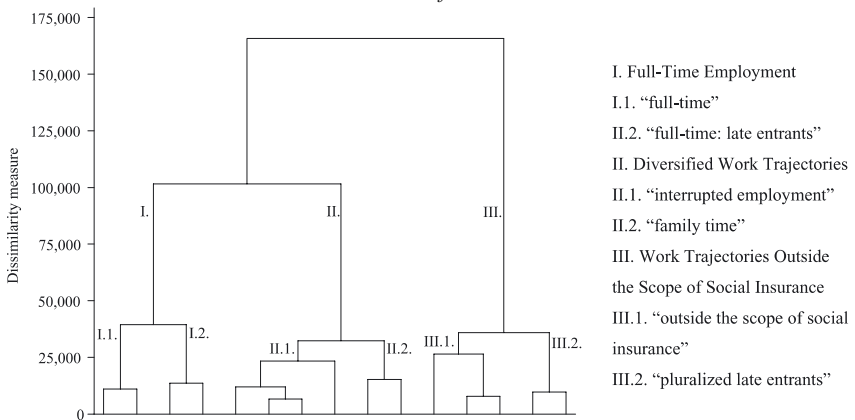 175,000
150,000
125,000
100,000
75,000
50,000
25,000
0
Dissimilarity measure
I.
II.
III.
I.1.
I.2.
II.1.
II.2.
III.1.
III.2.
I. Full-Time Employment
I.1. “full-time”
II.2. “full-time: late entrants”
II. Diversified Work Trajectories
II.1. “interrupted employment”
II.2. “family time”
III. Work Trajectories Outside
the Scope of Social Insurance
III.1. “outside the scope of social
insurance”
III.2. “pluralized late entrants”